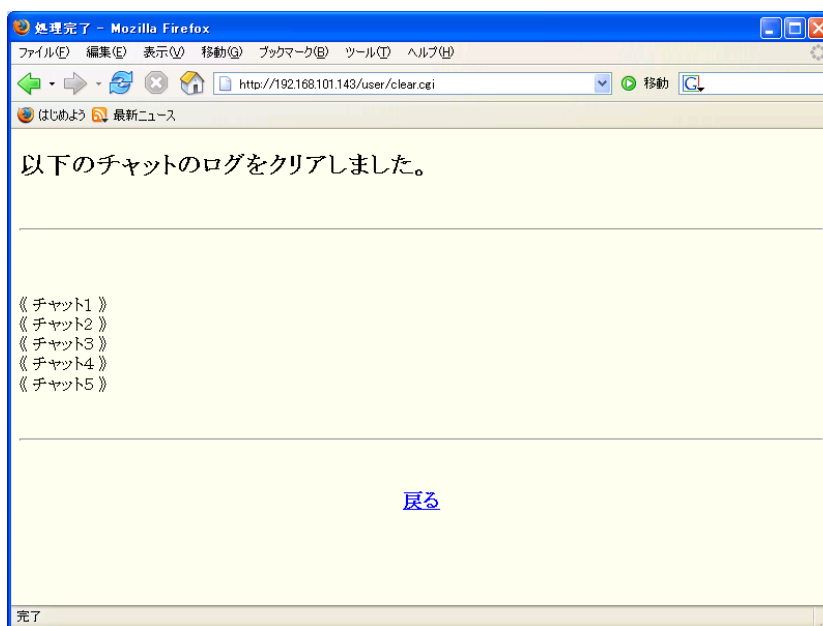 処理完了 - Mozilla Firefox
ファイル(F) 編集(E) 表示(V) 移動(G) ブックマーク(B) ツール(T) ヘルプ(H)
http://192.168.101.143/user/clear.cgi 移動 G
はじめよう 最新ニュース
以下のチャットのログをクリアしました。
《 チャット1 》
《 チャット2 》
《 チャット3 》
《 チャット4 》
《 チャット5 》
戻る
完了